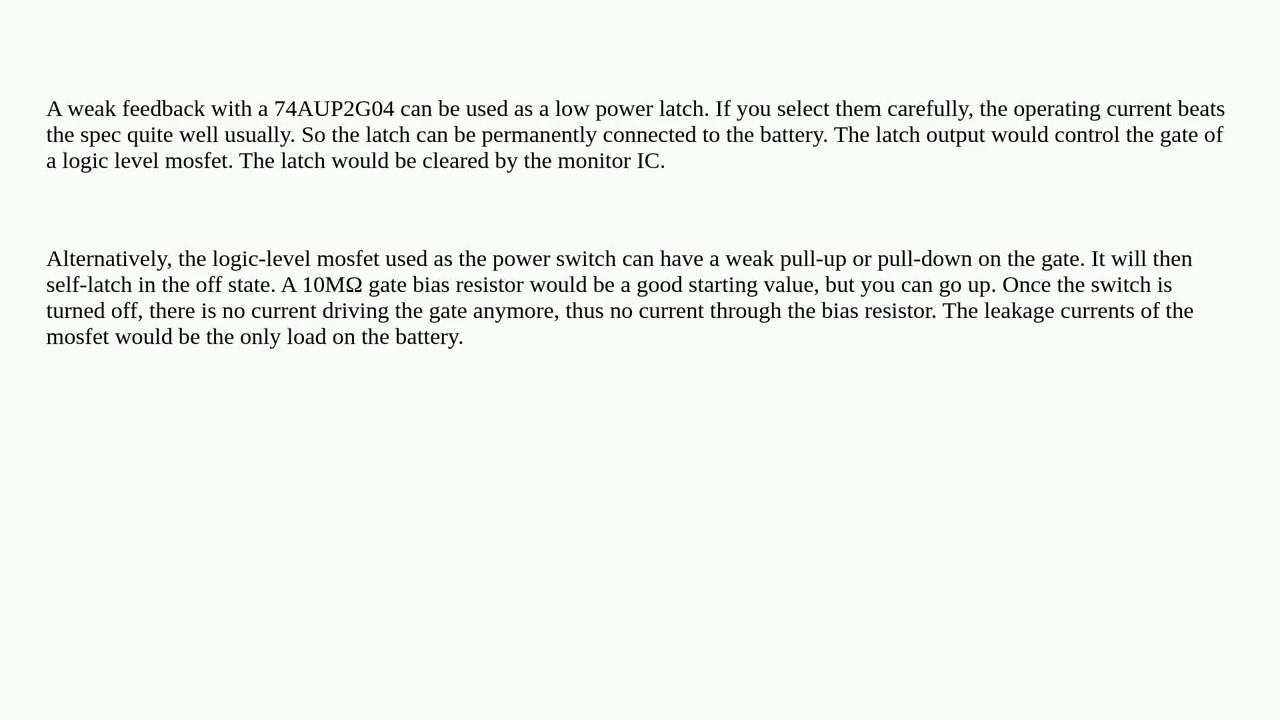 A weak feedback with a 74AUP2G04 can be used as a low power latch. If you select them carefully, the operating current beats
the spec quite well usually. So the latch can be permanently connected to the battery. The latch output would control the gate of
a logic level mosfet. The latch would be cleared by the monitor IC.
Alternatively, the logic-level mosfet used as the power switch can have a weak pull-up or pull-down on the gate. It will then
self-latch in the off state. A 10MΩ gate bias resistor would be a good starting value, but you can go up. Once the switch is
turned off, there is no current driving the gate anymore, thus no current through the bias resistor. The leakage currents of the
mosfet would be the only load on the battery.